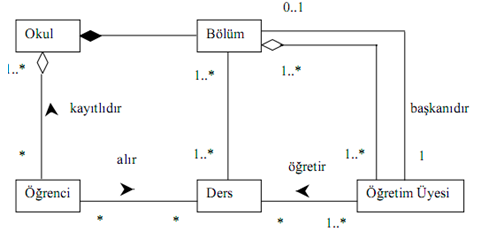 0..1
Okul
Bölüm
1..*
1..*
1..*
kayıtlıdır
başkanıdır
alır
*
1..*
öğretir
1..*
1
Öğrenci
Ders
Öğretim Üyesi
*
*
*
1..*